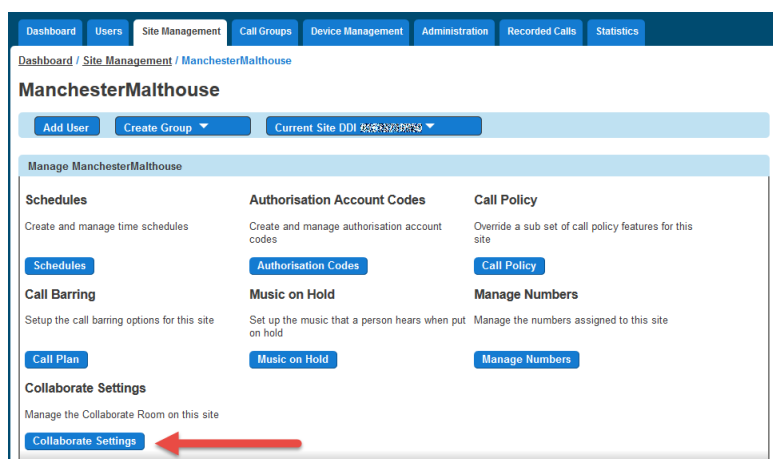 Dashboard Users Site Management Call Groups Device Management Administration Recorded Calls Statistics
Dashboard / Site Management / ManchesterMalthouse
ManchesterMalthouse
Add User Create Group Current Site DDI
Manage ManchesterMalthouse
Schedules Authorisation Account Codes Call Policy
Create and manage time schedules Create and manage authorisation account Override a sub set of call policy features for this
codes site
Schedules Authorisation Codes Call Policy
Call Barring Music on Hold Manage Numbers
Setup the call barring options for this site Set up the music that a person hears when put Manage the numbers assigned to this site
on hold
Call Plan Music on Hold Manage Numbers
Collaborate Settings
Manage the Collaborate Room on this site
Collaborate Settings